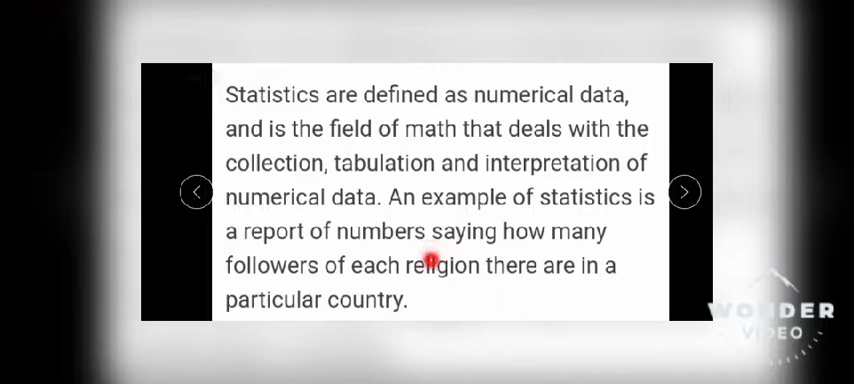 Statistics are defined as numerical data,
and is the field of math that deals with the
collection, tabulation and interpretation of
numerical data. An example of statistics is
a report of numbers saying how many
followers of each religion there are in a
particular country.
WONDER
VIDEO